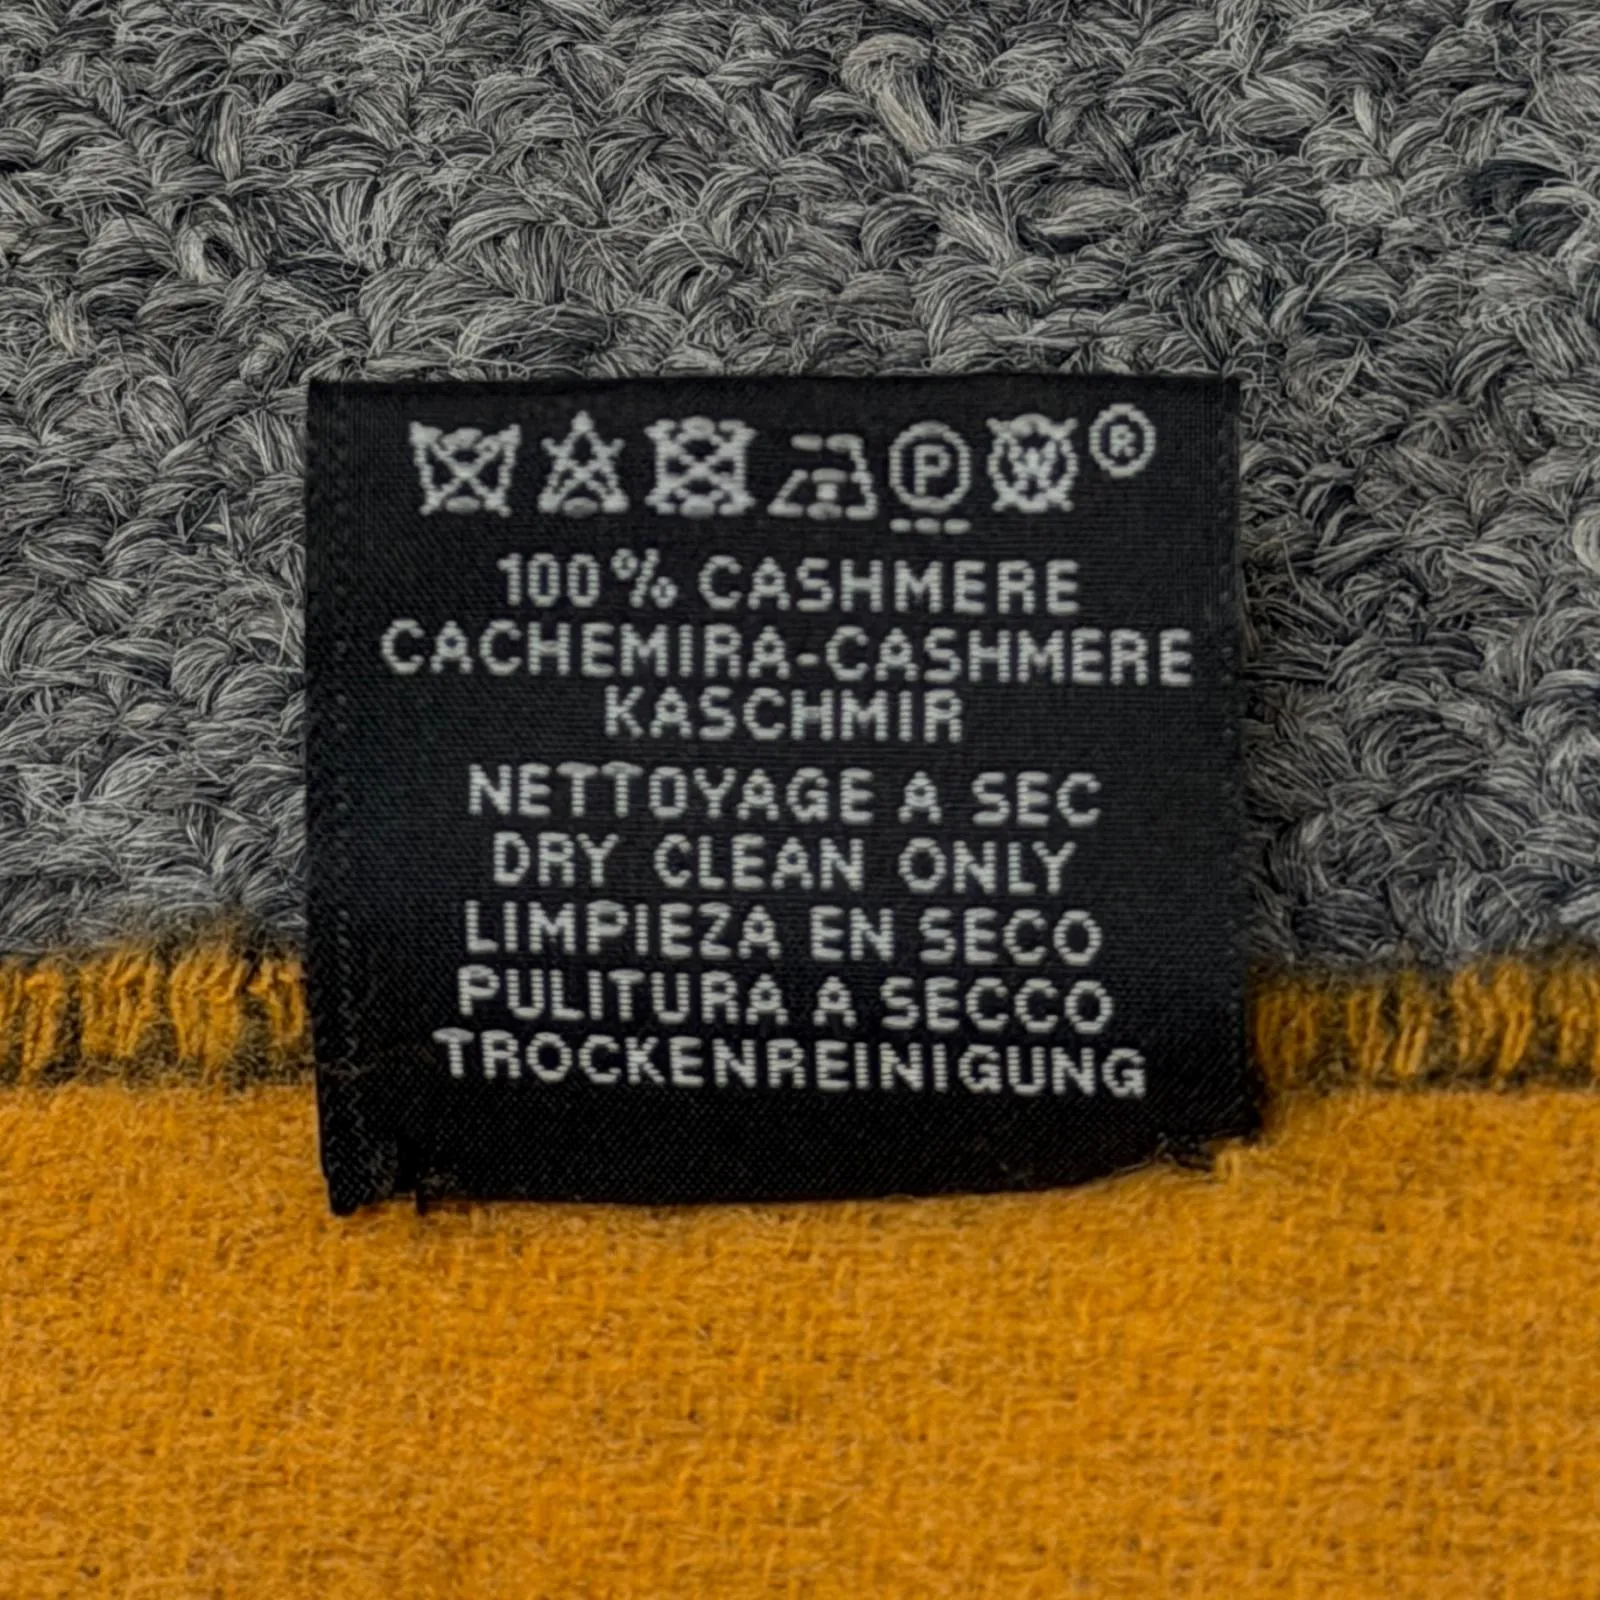 P W ®
100% CASHMERE
CACHEMIRA-CASHMERE
KASCHMIR
NETTOYAGE A SEC
DRY CLEAN ONLY
LIMPIEZA EN SECO
PULITURA A SECCO
TROCKENREINIGUNG